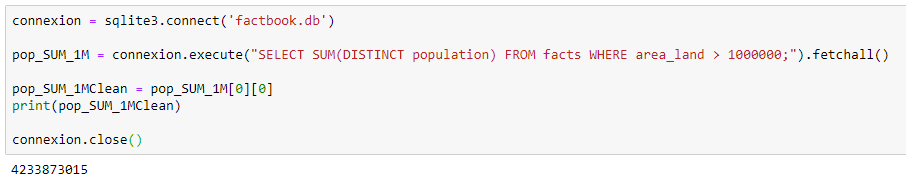 connexion = sqlite3.connect('factbook.db')
pop_SUM_1M = connexion.execute("SELECT SUM(DISTINCT population) FROM facts WHERE area_land > 1000000;").fetchall()
pop_SUM_1MClean = pop_SUM_1M[0][0]
print(pop_SUM_1MClean)
connexion.close()
4233873015